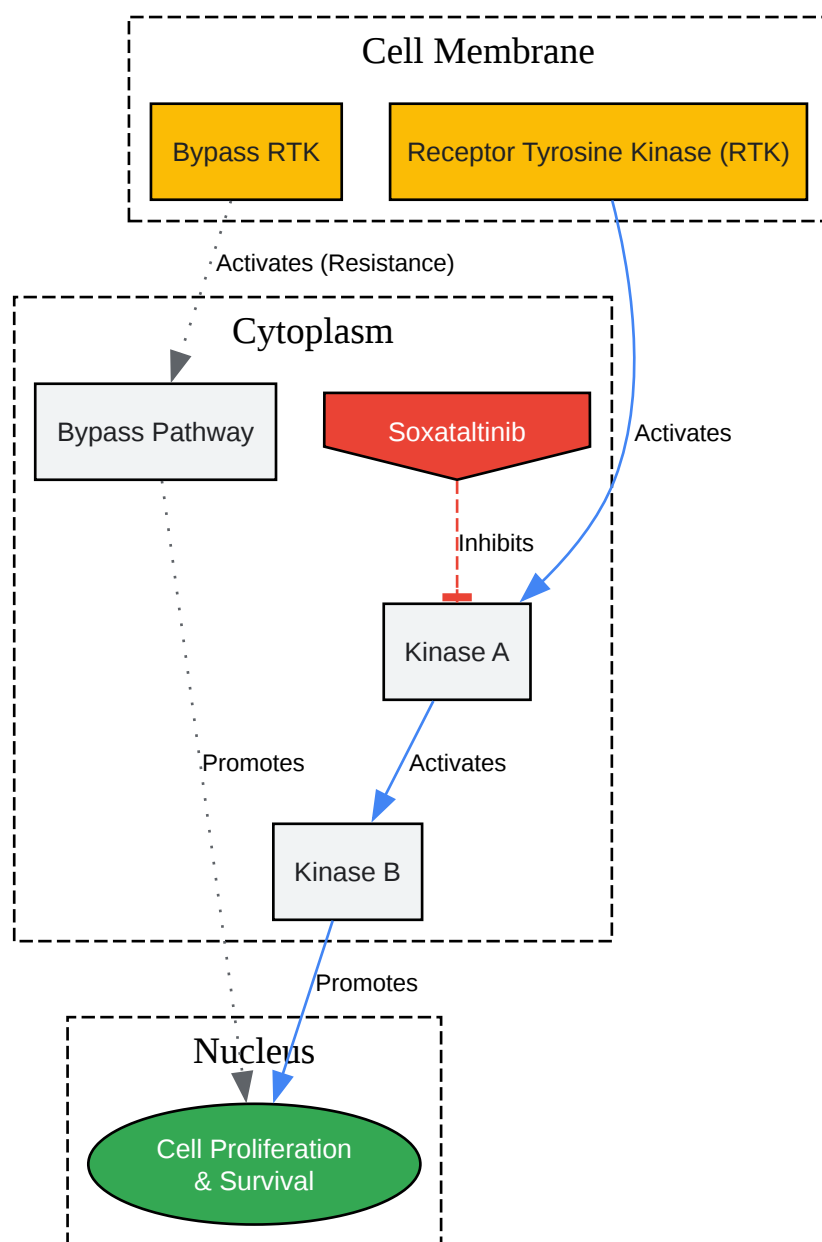 Cell Membrane
Bypass RTK
Receptor Tyrosine Kinase (RTK)
Activates (Resistance)
Cytoplasm
Bypass Pathway
Soxataltinib
Activates
Inhibits
Kinase A
Promotes
Activates
Kinase B
Promotes
Nucleus
Cell Proliferation
& Survival